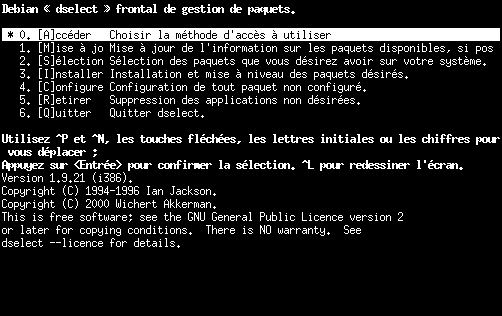 Debian « dselect » frontal de gestion de paquets.
* 0. [A]ccéder Choisir la méthode d'accès à utiliser
1. [M]ise à jo Mise à jour de l'information sur les paquets disponibles, si pos
2. [S]élection Sélection des paquets que vous désirez avoir sur votre système.
3. [I]nstaller Installation et mise à niveau des paquets désirés.
4. [C]onfigure Configuration de tout paquet non configuré.
5. [R]etirer Suppression des applications non désirées.
6. [Q]uitter Quitter dselect.
Utilisez ^P et ^N, les touches fléchées, les lettres initiales ou les chiffres pour
vous déplacer ;
Appuyez sur <Entrée> pour confirmer la sélection. ^L pour redessiner l'écran.
Version 1.9.21 (i386).
Copyright (C) 1994-1996 Ian Jackson.
Copyright (C) 2000 Wichert Akkerman.
This is free software; see the GNU General Public Licence version 2
or later for copying conditions. There is NO warranty. See
dselect --licence for details.